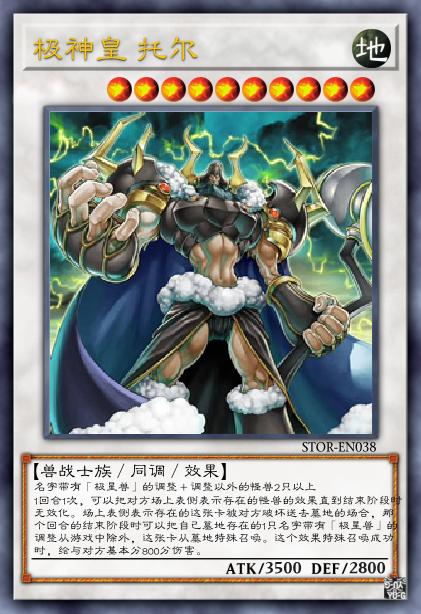 极神皇 托尔
地
STOR-EN038
【兽战士族/同调/效果】
名字带有「极星兽」的调整+调整以外的怪兽2只以上
1回合1次，可以把对方场上表侧表示存在的怪兽的效果直到结束阶段时
无效化。场上表侧表示存在的这张卡被对方破坏送去墓地的场合，那
个回合的结束阶段时可以把自己墓地存在的1只名字带有「极星兽」的
调整从游戏中除外，这张卡从墓地特殊召唤。这个效果特殊召唤成功
时，给与对方基本分800分伤害。
ATK/3500 DEF/2800